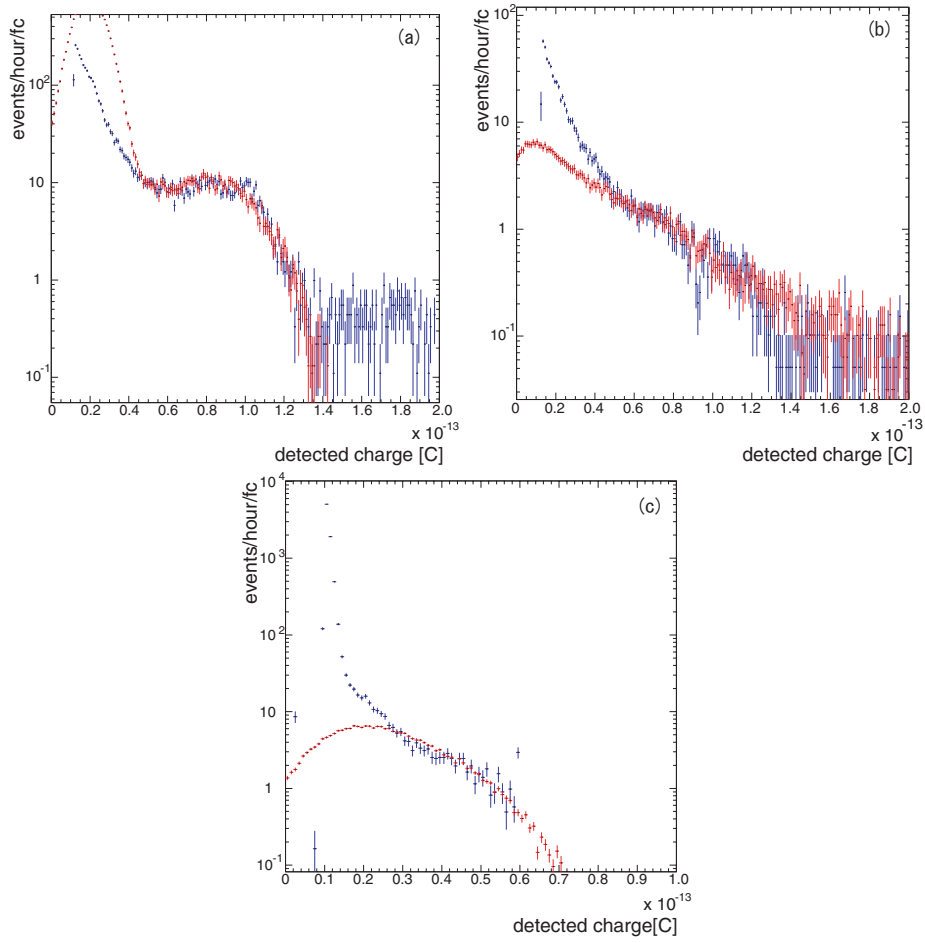 (a)
events/hour/fc
10²
10
1
10⁻¹
0 0.2 0.4 0.6 0.8 1.0 1.2 1.4 1.6 1.8 2.0
x 10⁻¹³
detected charge [C]
(b)
events/hour/fc
10²
10
1
10⁻¹
0 0.2 0.4 0.6 0.8 1.0 1.2 1.4 1.6 1.8 2.0
x 10⁻¹³
detected charge [C]
(c)
events/hour/fc
10⁴
10³
10²
10
1
10⁻¹
0 0.1 0.2 0.3 0.4 0.5 0.6 0.7 0.8 0.9 1.0
x 10⁻¹³
detected charge[C]